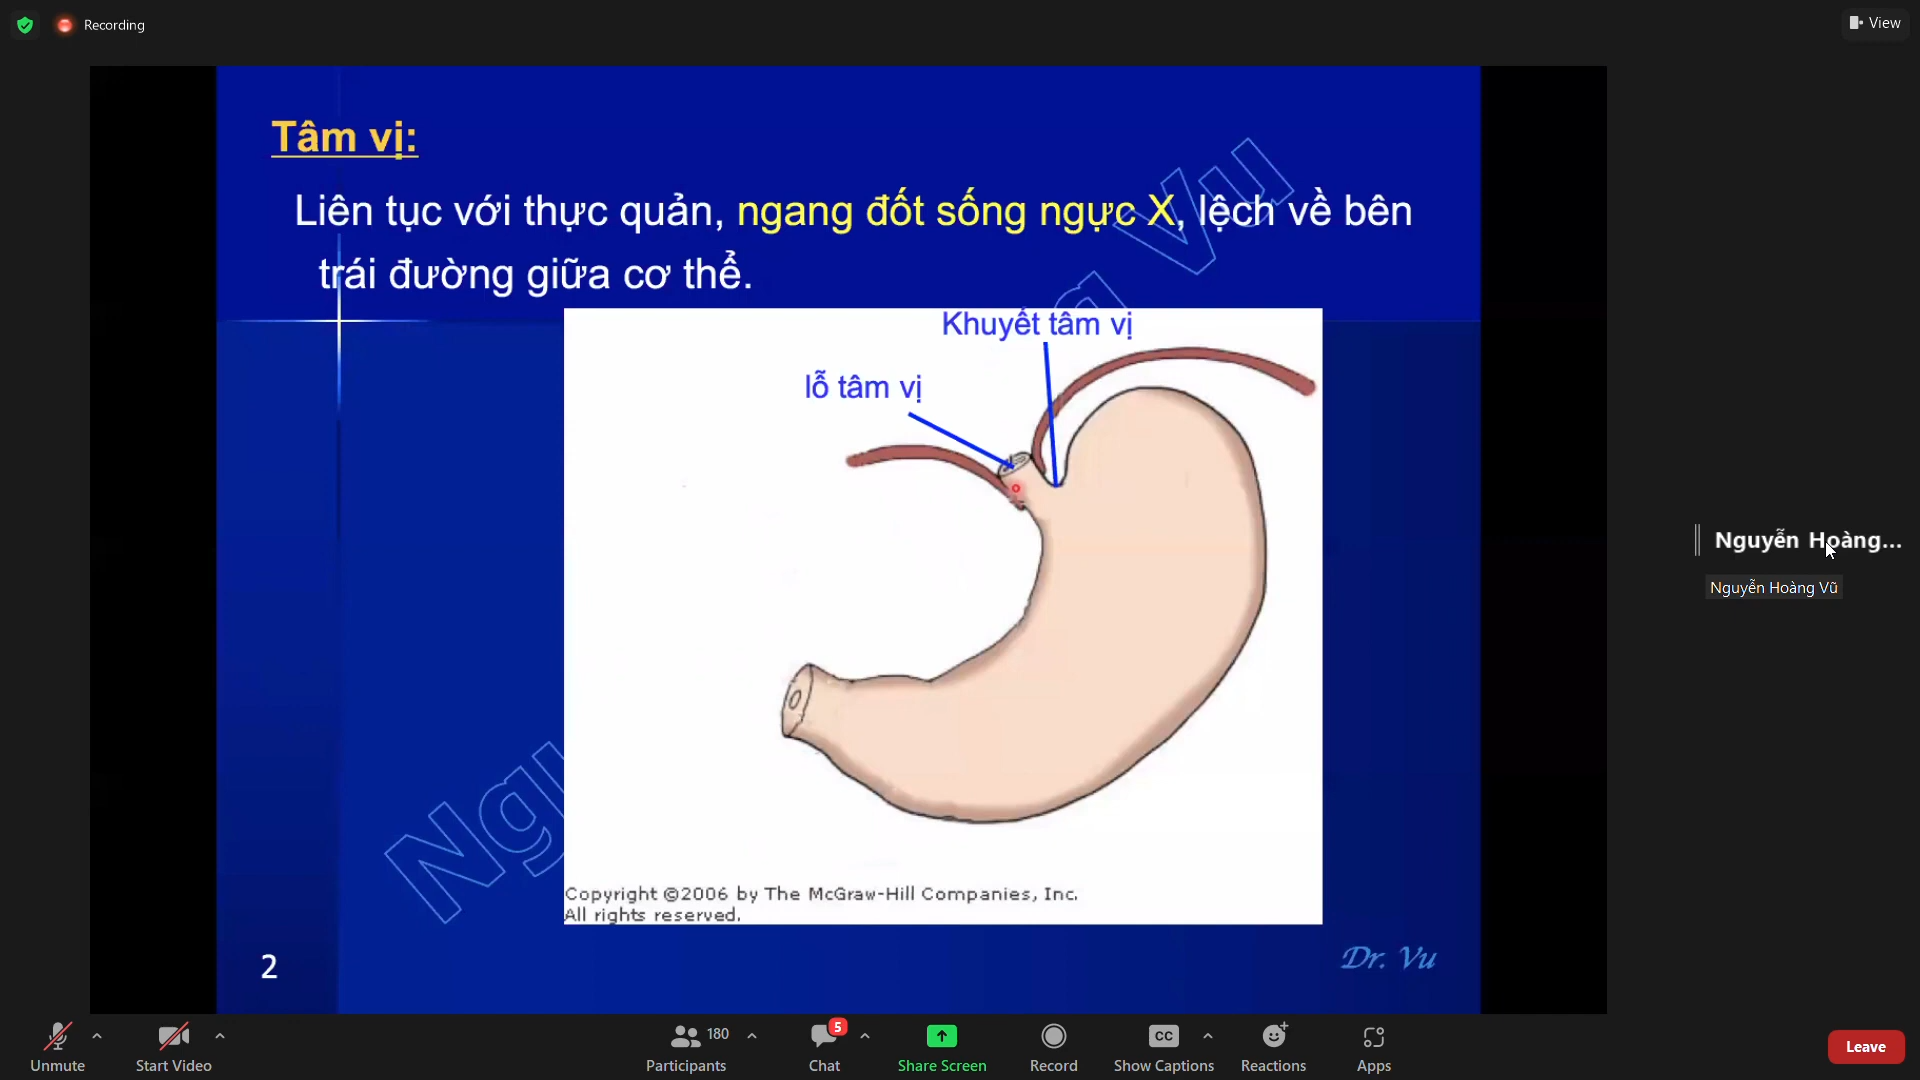 Recording
View
Tâm vị:
Liên tục với thực quản, ngang đốt sống ngực X, lệch về bên
trái đường giữa cơ thể.
Khuyết tâm vị
lỗ tâm vị
Nguyễn Hoàng...
Nguyễn Hoàng Vũ
Copyright ©2006 by The McGraw-Hill Companies, Inc.
All rights reserved.
2
Dr. Vu
Unmute
Start Video
180
Participants
5
Chat
Share Screen
Record
CC
Show Captions
Reactions
Apps
Leave